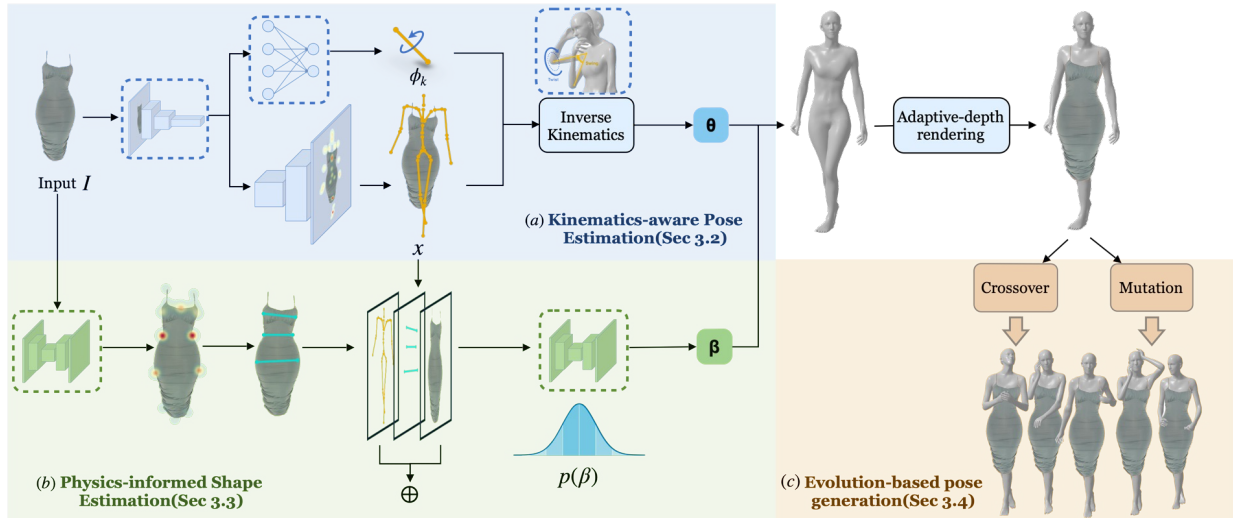 Input I
ϕk
x
Inverse
Kinematics
θ
(a) Kinematics-aware Pose
Estimation(Sec 3.2)
Adaptive-depth
rendering
Crossover
Mutation
β
p(β)
⊕
(b) Physics-informed Shape
Estimation(Sec 3.3)
(c) Evolution-based pose
generation(Sec 3.4)